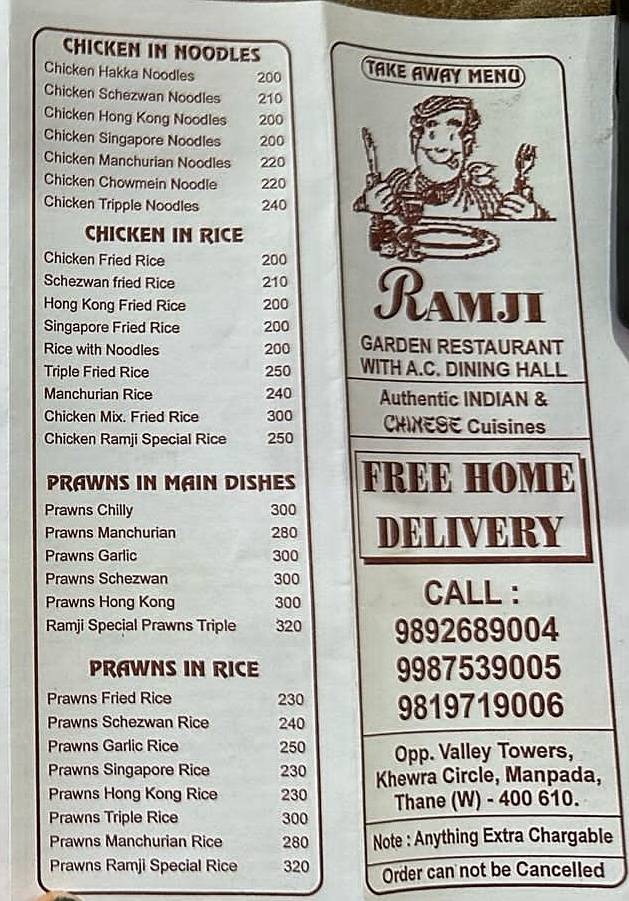 CHICKEN IN NOODLES
Chicken Hakka Noodles 200
Chicken Schezwan Noodles 210
Chicken Hong Kong Noodles 200
Chicken Singapore Noodles 200
Chicken Manchurian Noodles 220
Chicken Chowmein Noodle 220
Chicken Tripple Noodles 240
CHICKEN IN RICE
Chicken Fried Rice 200
Schezwan fried Rice 210
Hong Kong Fried Rice 200
Singapore Fried Rice 200
Rice with Noodles 200
Triple Fried Rice 250
Manchurian Rice 240
Chicken Mix. Fried Rice 300
Chicken Ramji Special Rice 250
PRAWNS IN MAIN DISHES
Prawns Chilly 300
Prawns Manchurian 280
Prawns Garlic 300
Prawns Schezwan 300
Prawns Hong Kong 300
Ramji Special Prawns Triple 320
PRAWNS IN RICE
Prawns Fried Rice 230
Prawns Schezwan Rice 240
Prawns Garlic Rice 250
Prawns Singapore Rice 230
Prawns Hong Kong Rice 230
Prawns Triple Rice 300
Prawns Manchurian Rice 280
Prawns Ramji Special Rice 320
TAKE AWAY MENU
RAMJI
GARDEN RESTAURANT
WITH A.C. DINING HALL
Authentic INDIAN &
CHINESE Cuisines
FREE HOME
DELIVERY
CALL :
9892689004
9987539005
9819719006
Opp. Valley Towers,
Khewra Circle, Manpada,
Thane (W) - 400 610.
Note : Anything Extra Chargable
Order can not be Cancelled